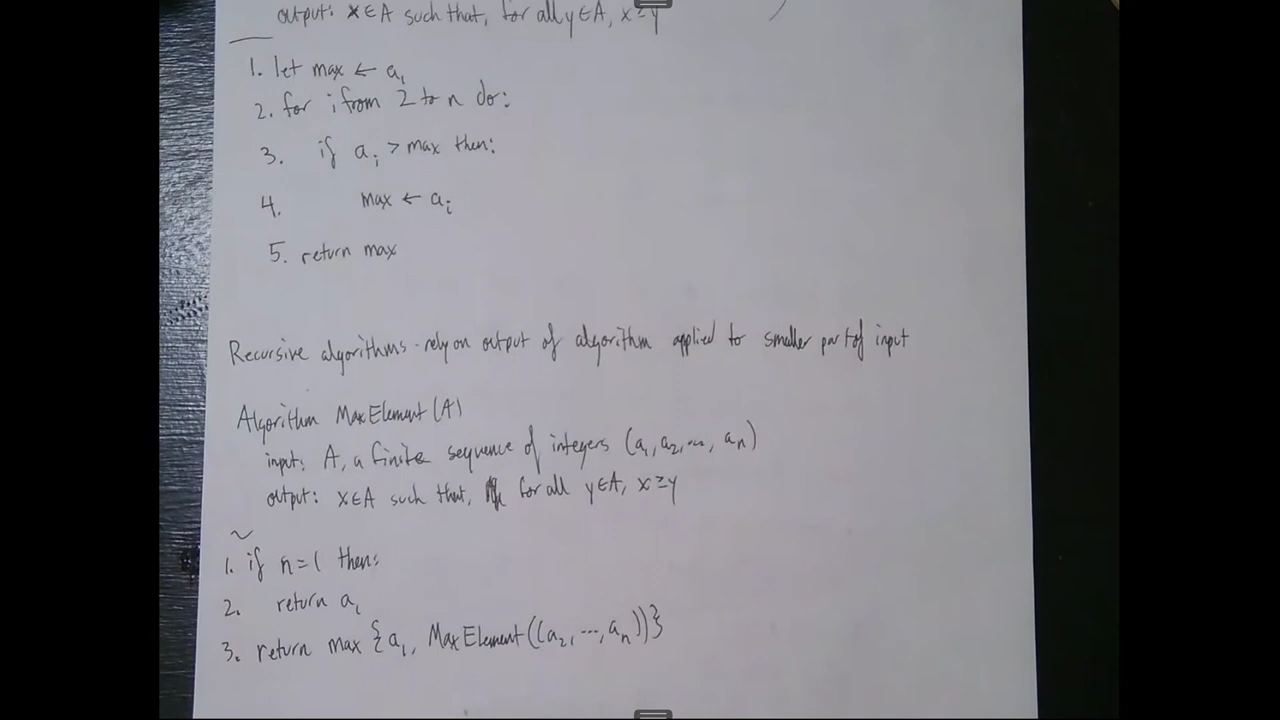 output: x ∈ A such that, for all y ∈ A, x ≥ y
1. let max ← a₁
2. for i from 2 to n do:
3. if aᵢ > max then:
4. max ← aᵢ
5. return max
Recursive algorithms - rely on output of algorithm applied to smaller part of input
Algorithm MaxElement(A)
input: A, a finite sequence of integers (a₁, a₂, ..., aₙ)
output: x ∈ A such that, for all y ∈ A, x ≥ y
1. if n = 1 then:
2. return a₁
3. return max {a₁, MaxElement((a₂, ..., aₙ))}